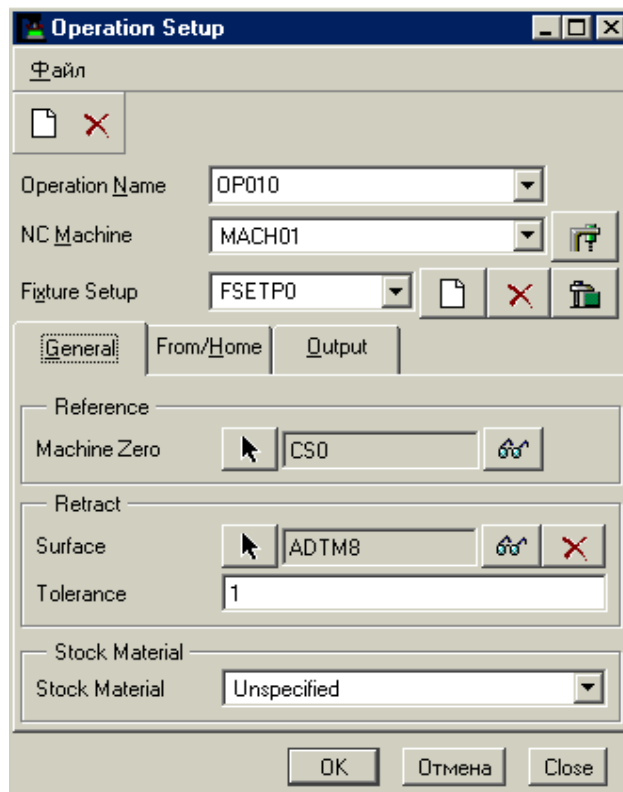 Operation Setup
Файл
Operation Name OP010
NC Machine MACH01
Fixture Setup FSETP0
General From/Home Output
Reference
Machine Zero CS0
Retract
Surface ADTM8
Tolerance 1
Stock Material
Stock Material Unspecified
OK Отмена Close